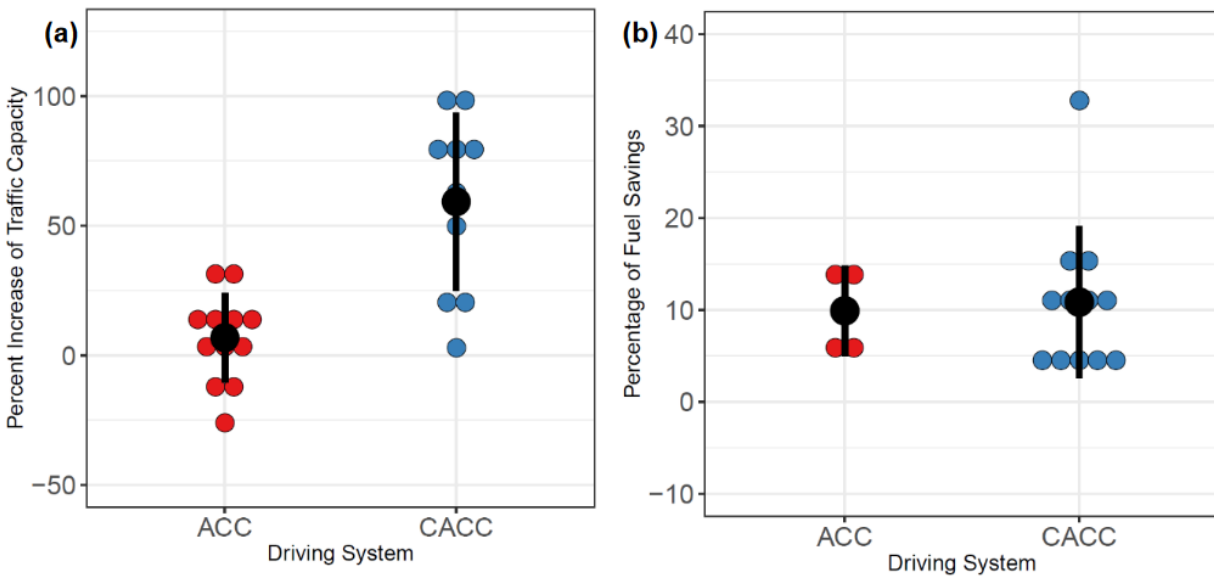 (a)
Percent Increase of Traffic Capacity
100
50
0
−50
ACC CACC
Driving System
(b)
Percentage of Fuel Savings
40
30
20
10
0
−10
ACC CACC
Driving System